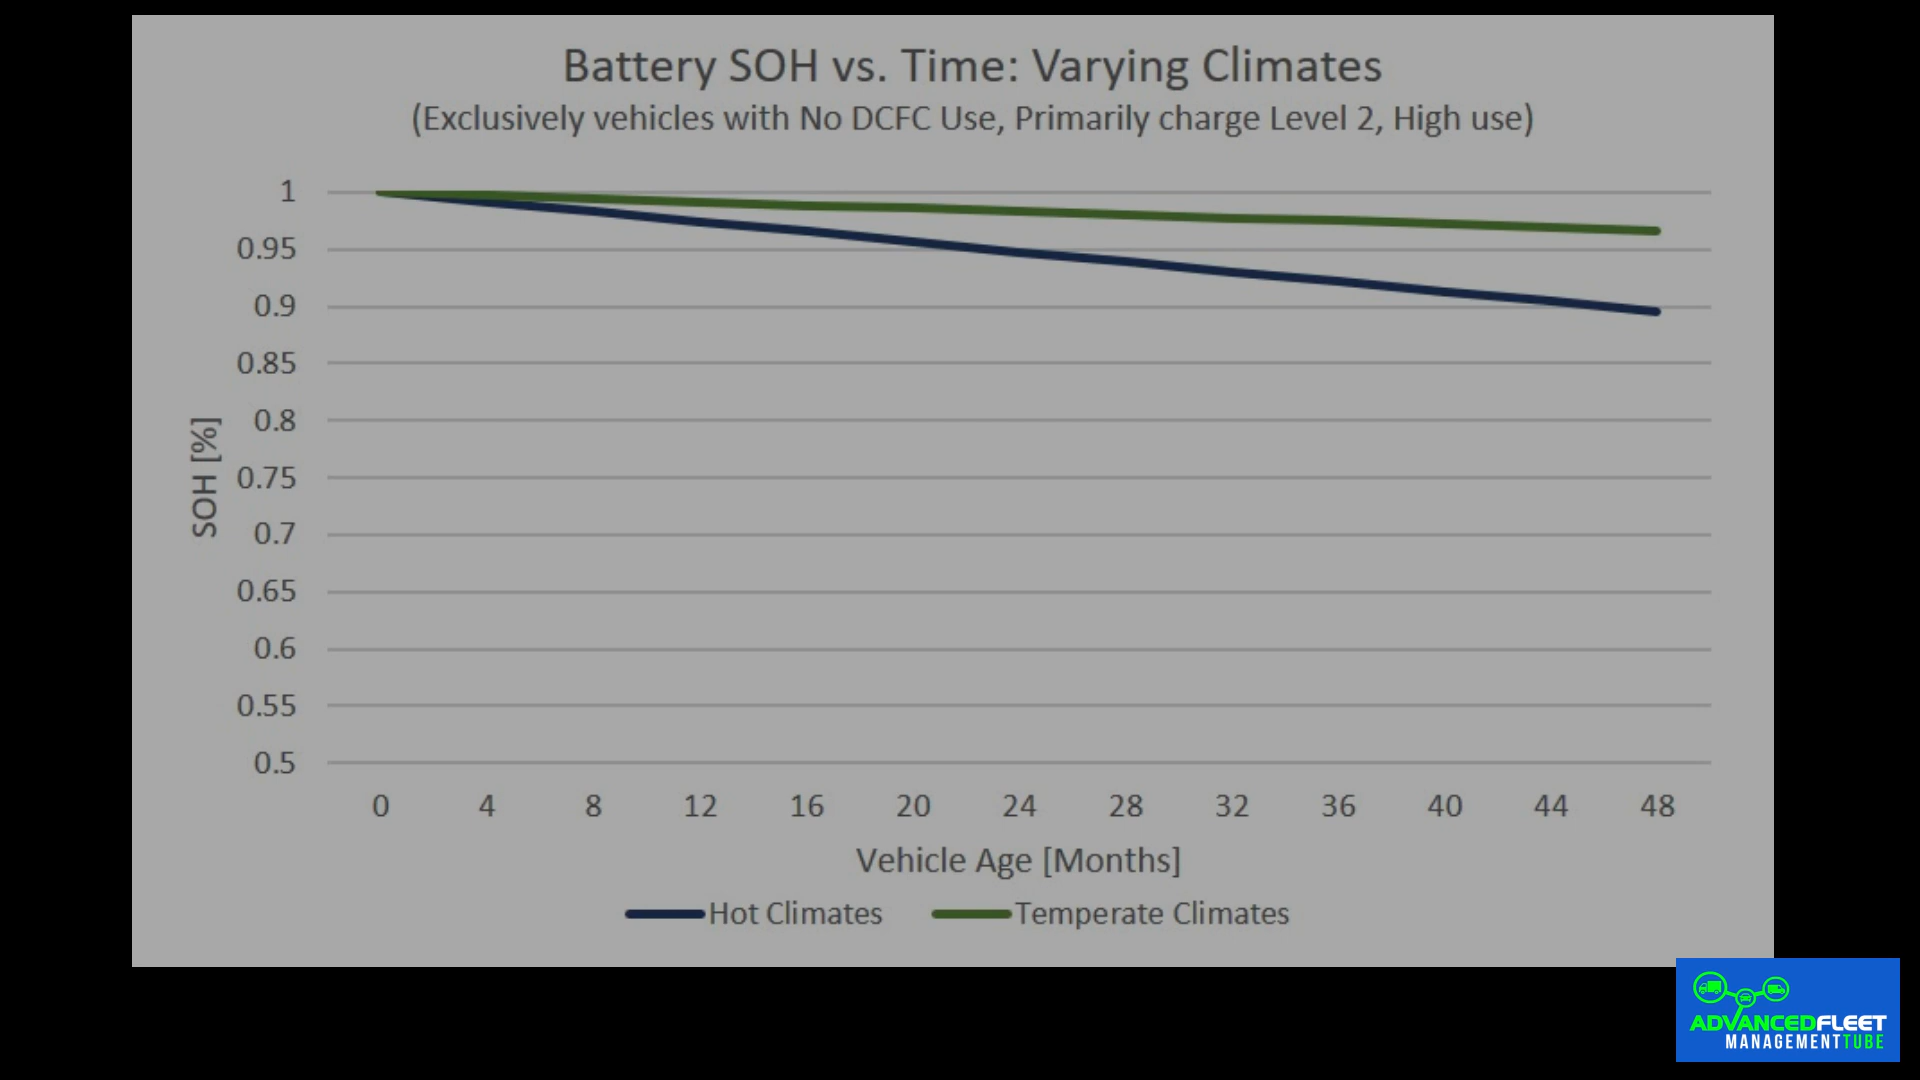 Battery SOH vs. Time: Varying Climates
(Exclusively vehicles with No DCFC Use, Primarily charge Level 2, High use)
1
0.95
0.9
0.85
0.8
0.75
0.7
0.65
0.6
0.55
0.5
SOH [%]
0 4 8 12 16 20 24 28 32 36 40 44 48
Vehicle Age [Months]
Hot Climates Temperate Climates
ADVANCEDFLEET
MANAGEMENTTUBE